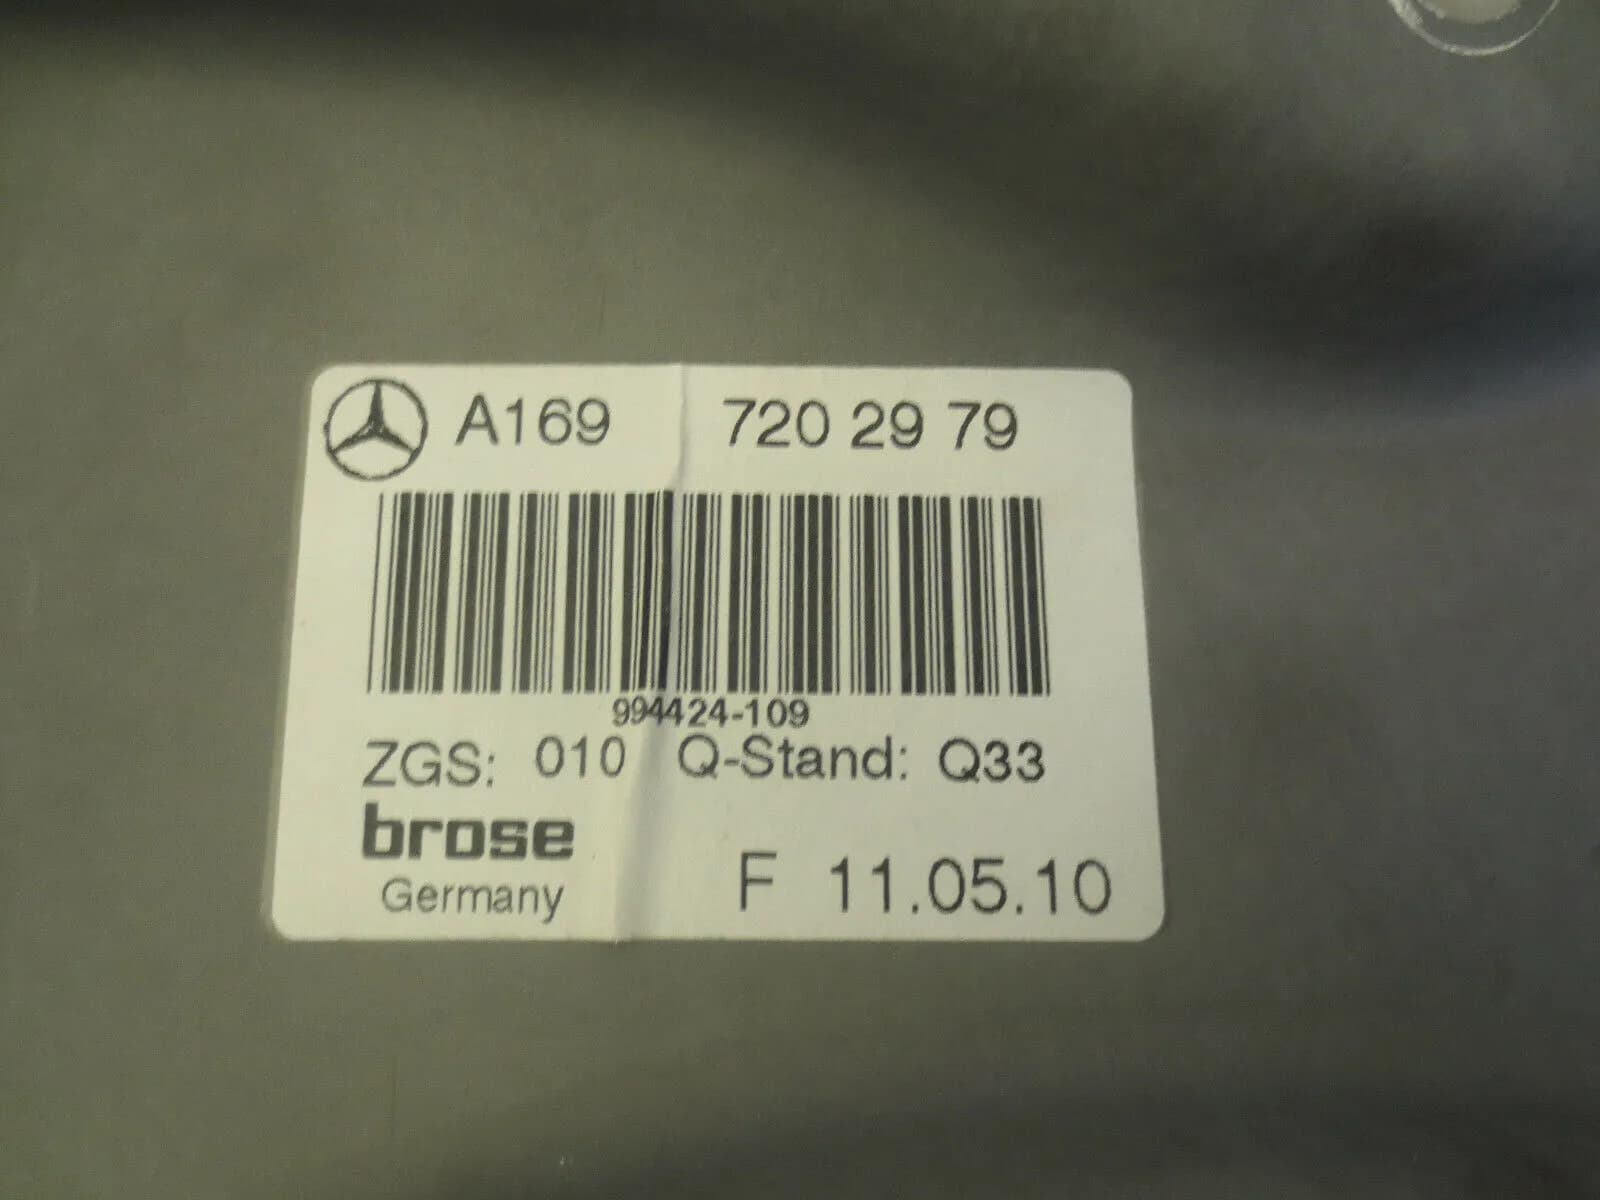 A169 720 29 79
994424-109
ZGS: 010 Q-Stand: Q33
brose
Germany F 11.05.10